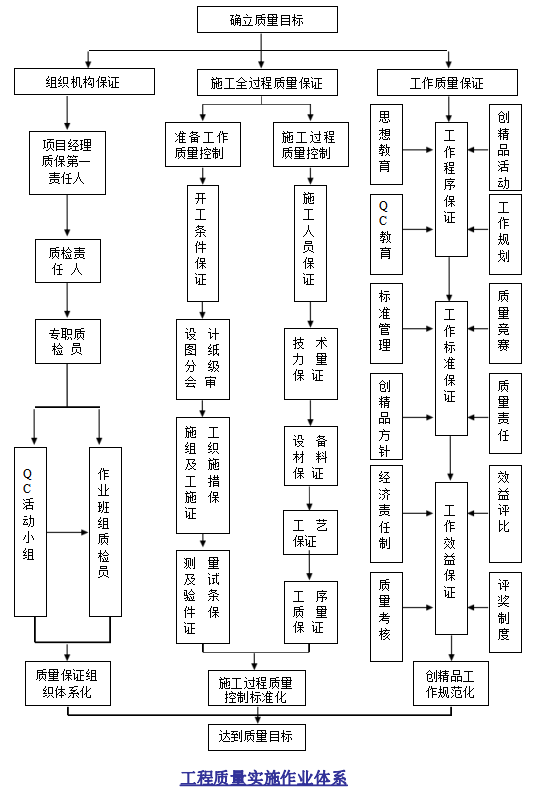 确立质量目标
组织机构保证
施工全过程质量保证
工作质量保证
项目经理
质保第一
责任人
质检责
任 人
专职质
检 员
QC活动小组
作业班组质检员
质量保证组
织体系化
准备工作
质量控制
开工条件保证
设 计
图 纸
分 级
会 审
施 工
组 织
及 施
工 措
施 保
证
测 量
及 试
验 条
件 保
证
施工过程
质量控制
施工人员保证
技 术
力 量
保 证
设 备
材 料
保 证
工 艺
保证
工 序
质 量
保 证
施工过程质量
控制标准化
思想教育
QC教育
标准管理
创精品方针
经济责任制
质量考核
工作程序保证
工作标准保证
工作效益保证
创精品活动
工作规划
质量竞赛
质量责任
效益评比
评奖制度
创精品工
作规范化
达到质量目标
工程质量实施作业体系